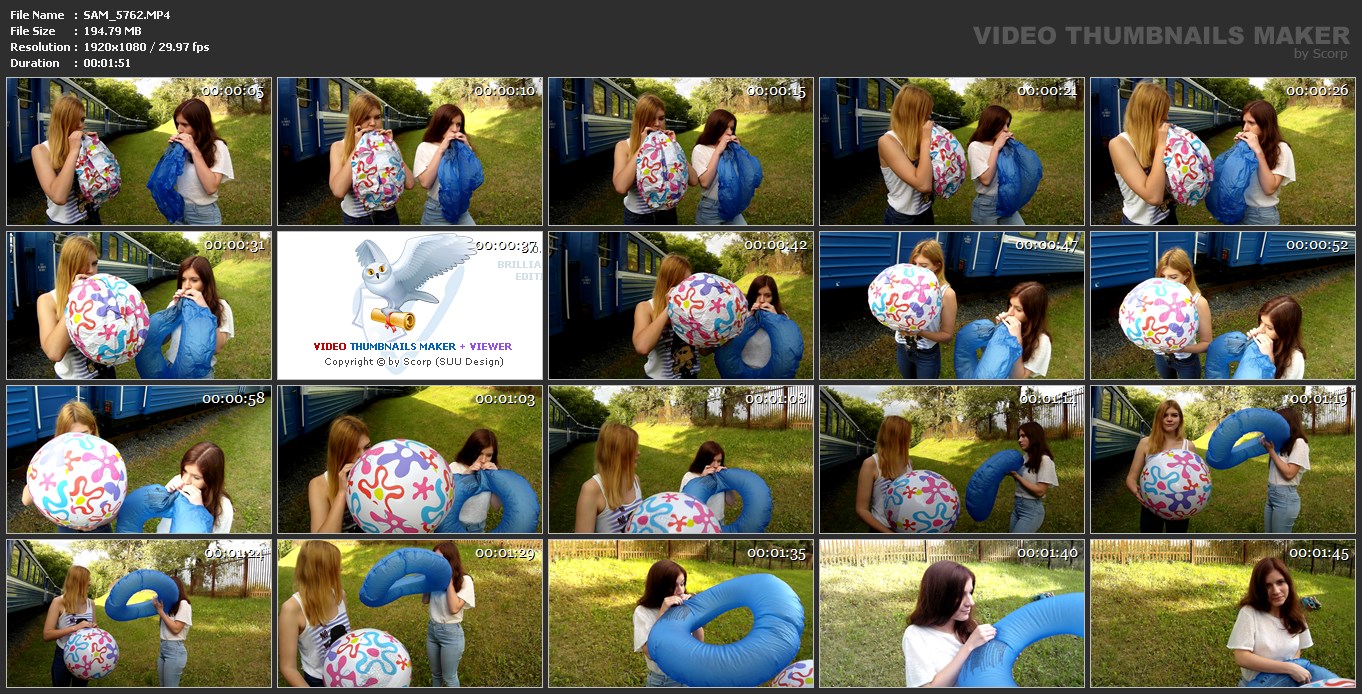 File Name : SAM_5762.MP4
File Size : 194.79 MB
Resolution : 1920x1080 / 29.97 fps
Duration : 00:01:51
VIDEO THUMBNAILS MAKER
by Scorp
00:00:05
00:00:10
00:00:15
00:00:21
00:00:26
00:00:31
00:00:37
BRILLIA
EDIT
VIDEO THUMBNAILS MAKER + VIEWER
Copyright © by Scorp (SUU Design)
00:00:42
00:00:47
00:00:52
00:00:58
00:01:03
00:01:08
00:01:14
00:01:19
00:01:24
00:01:29
00:01:35
00:01:40
00:01:45